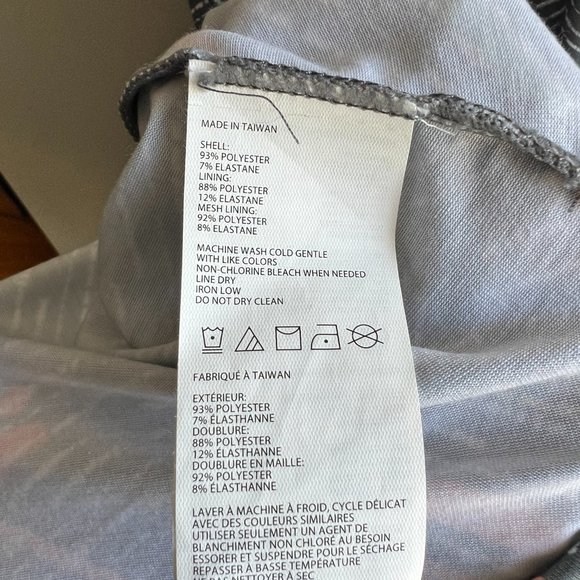 MADE IN TAIWAN
SHELL:
93% POLYESTER
7% ELASTANE
LINING:
88% POLYESTER
12% ELASTANE
MESH LINING:
92% POLYESTER
8% ELASTANE
MACHINE WASH COLD GENTLE
WITH LIKE COLORS
NON-CHLORINE BLEACH WHEN NEEDED
LINE DRY
IRON LOW
DO NOT DRY CLEAN
FABRIQUÉ À TAIWAN
EXTÉRIEUR:
93% POLYESTER
7% ÉLASTHANNE
DOUBLURE:
88% POLYESTER
12% ÉLASTHANNE
DOUBLURE EN MAILLE:
92% POLYESTER
8% ÉLASTHANNE
LAVER À MACHINE À FROID, CYCLE DÉLICAT
AVEC DES COULEURS SIMILAIRES
UTILISER SEULEMENT UN AGENT DE
BLANCHIMENT NON CHLORÉ AU BESOIN
ESSORER ET SUSPENDRE POUR LE SÉCHAGE
REPASSER À BASSE TEMPÉRATURE
NE PAS NETTOYER À SEC